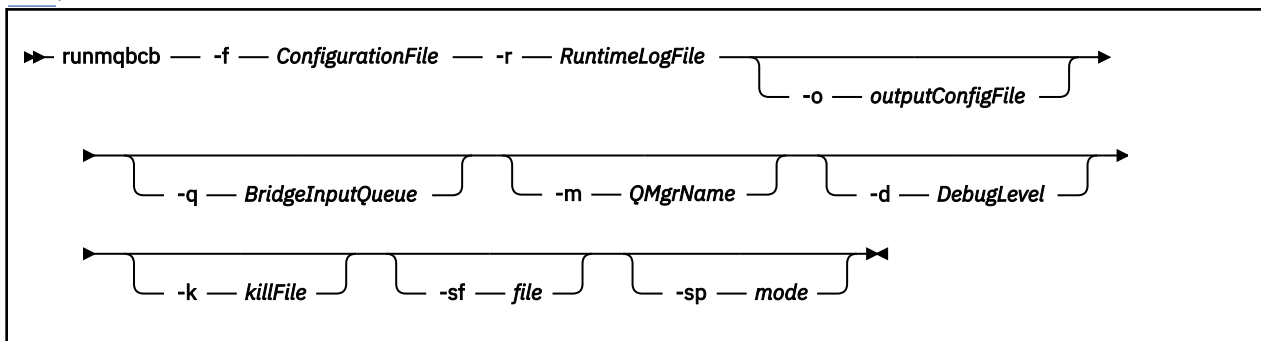 runmqbcb -f ConfigurationFile -r RuntimeLogFile
-o outputConfigFile
-q BridgeInputQueue -m QMgrName -d DebugLevel
-k killFile -sf file -sp mode